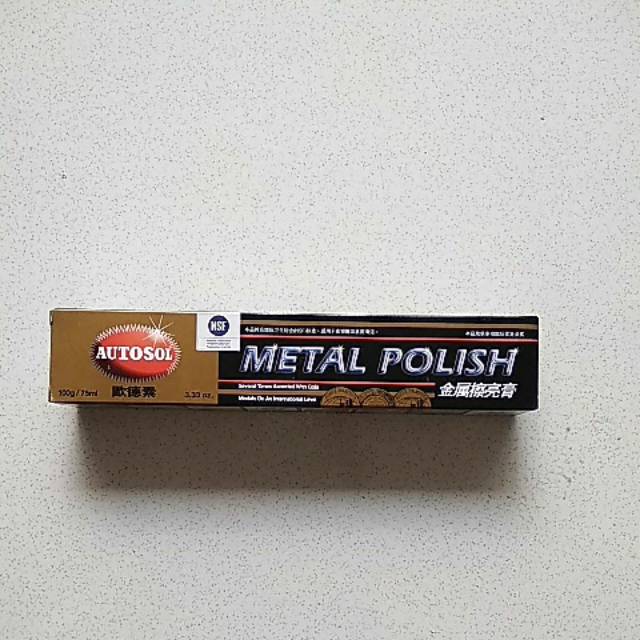 AUTOSOL
100g / 75ml
歐德素
3.33 oz.
NSF
METAL POLISH
Several Times Awarded With Gold
Medals On An International Level
金属擦亮膏